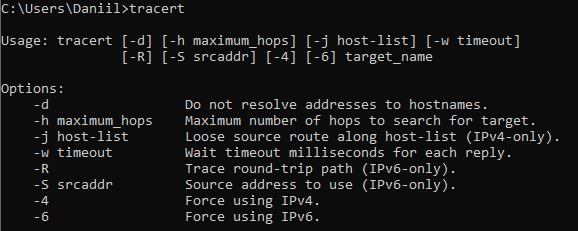 C:\Users\Daniil>tracert
Usage: tracert [-d] [-h maximum_hops] [-j host-list] [-w timeout]
[-R] [-S srcaddr] [-4] [-6] target_name
Options:
-d Do not resolve addresses to hostnames.
-h maximum_hops Maximum number of hops to search for target.
-j host-list Loose source route along host-list (IPv4-only).
-w timeout Wait timeout milliseconds for each reply.
-R Trace round-trip path (IPv6-only).
-S srcaddr Source address to use (IPv6-only).
-4 Force using IPv4.
-6 Force using IPv6.